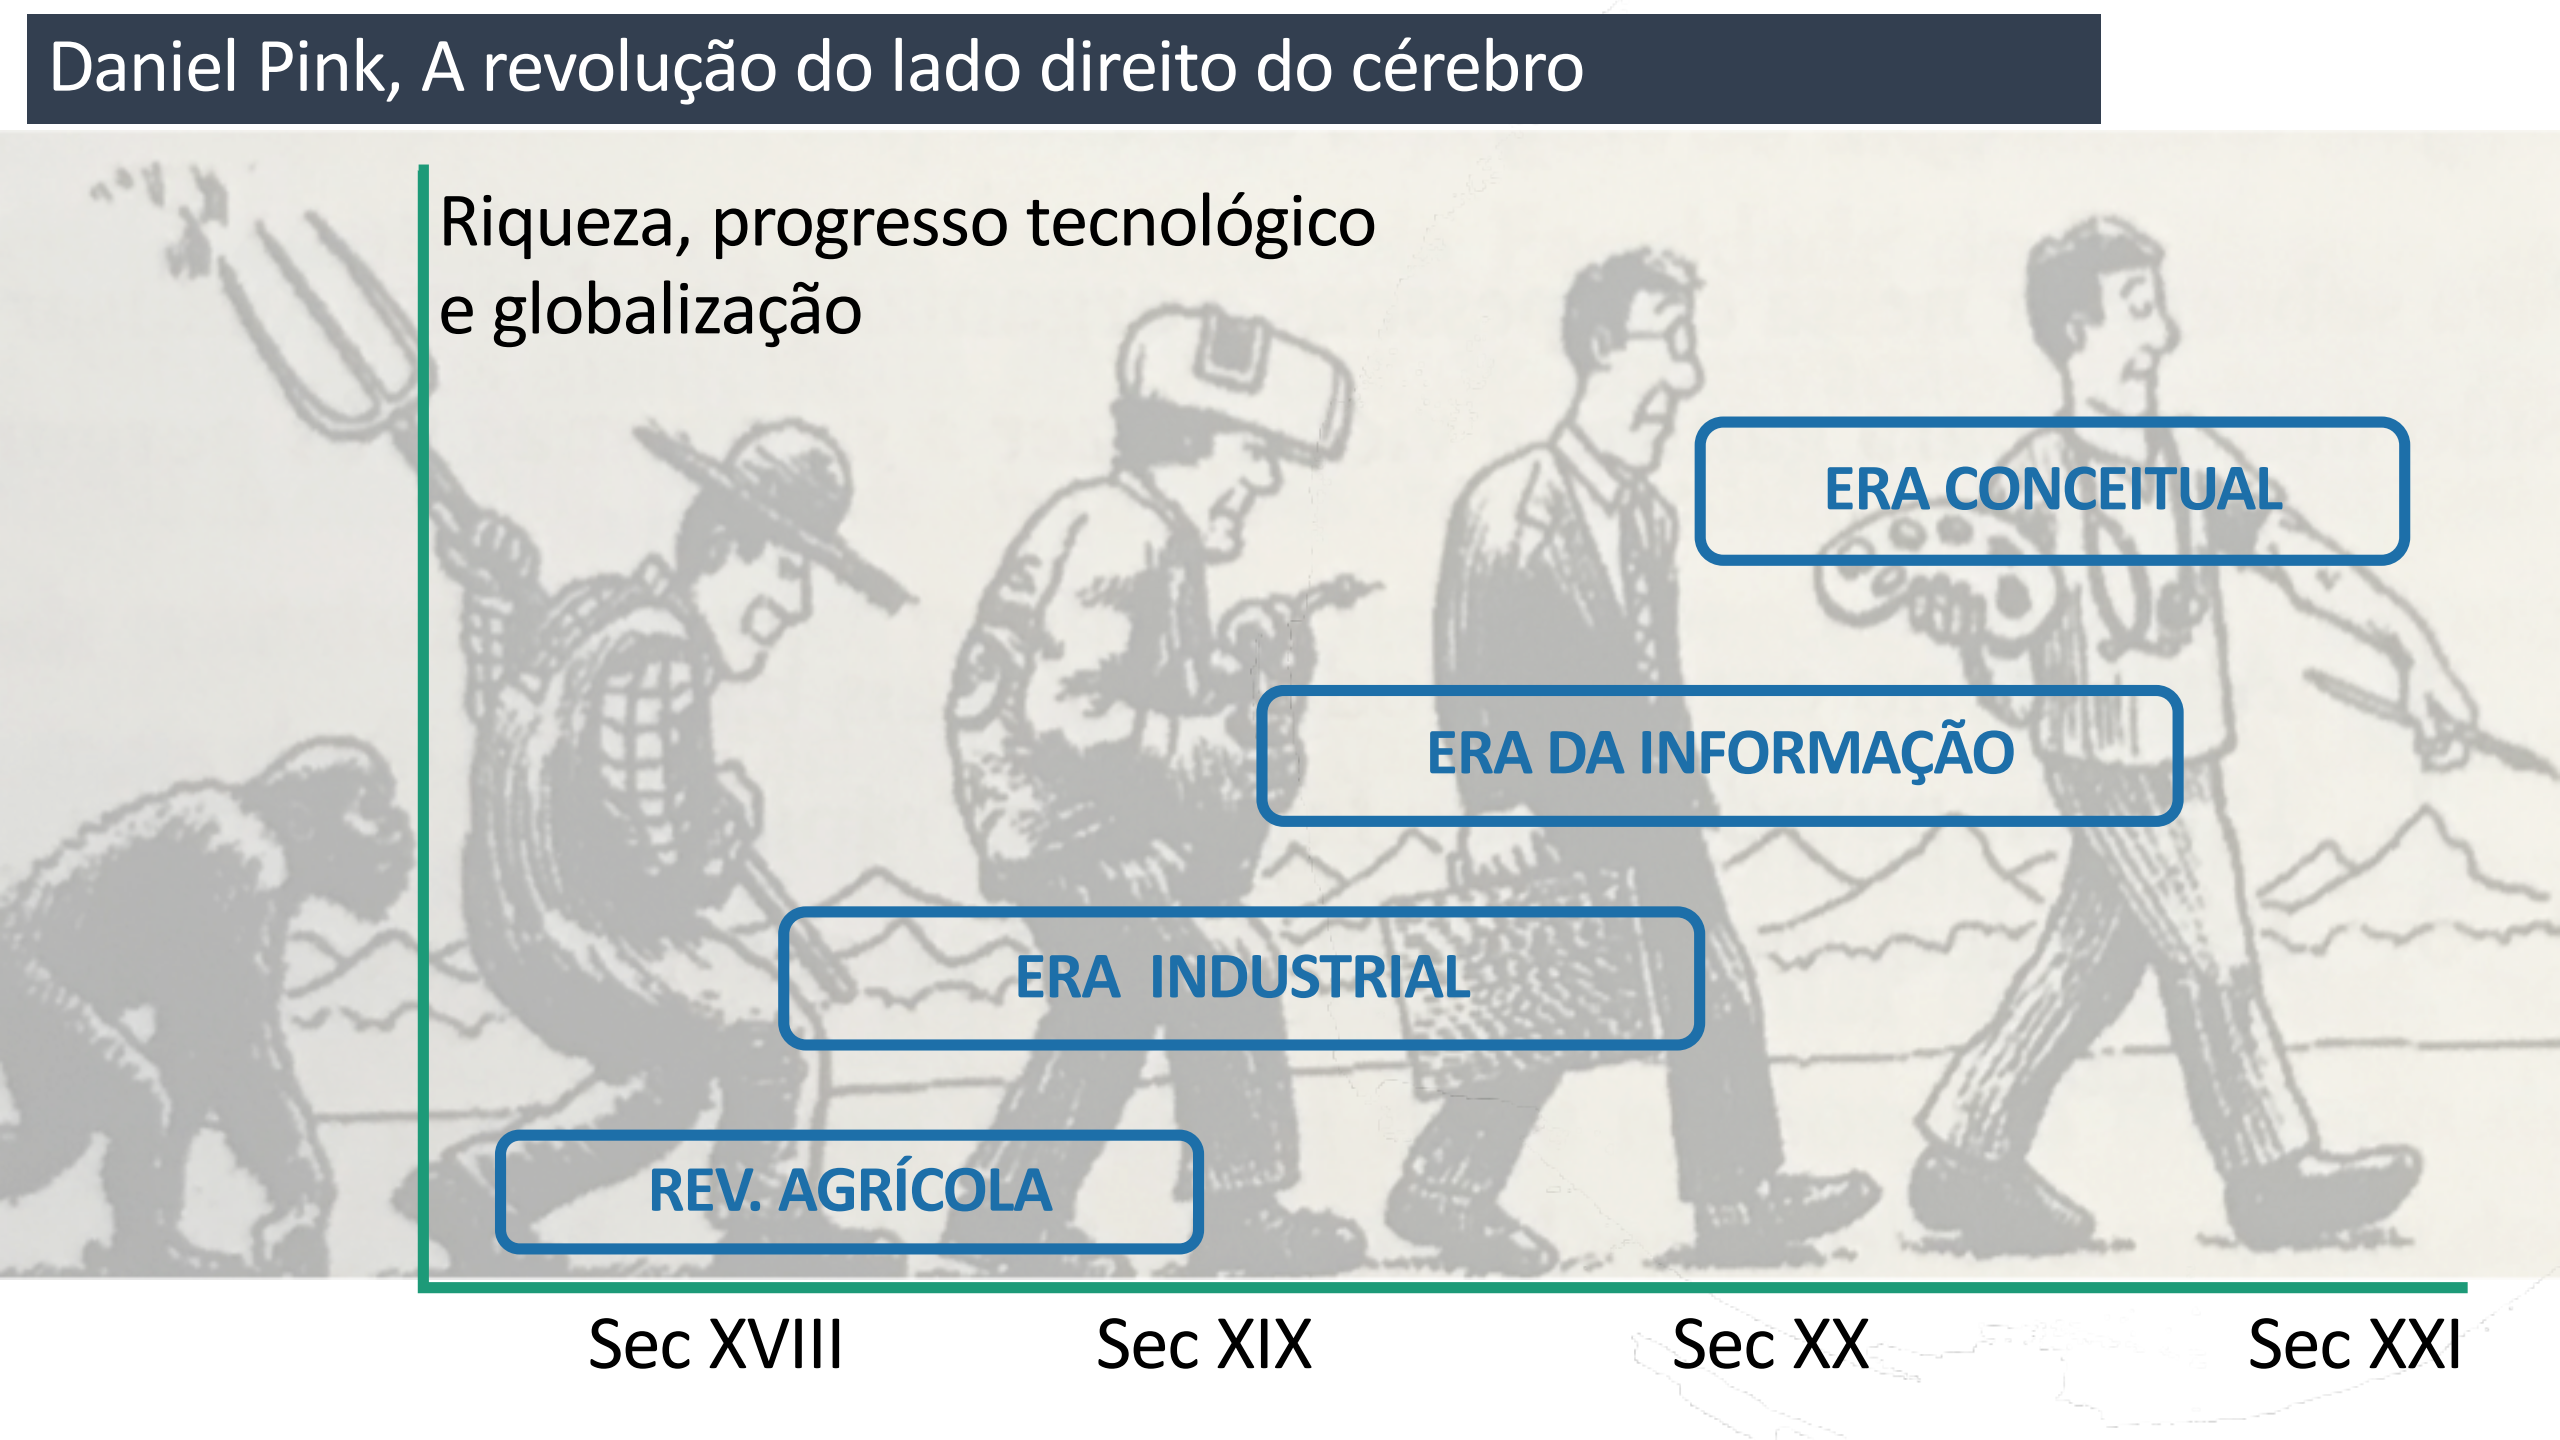 Daniel Pink, A revolução do lado direito do cérebro
Riqueza, progresso tecnológico
e globalização
ERA CONCEITUAL
ERA DA INFORMAÇÃO
ERA  INDUSTRIAL
REV. AGRÍCOLA
Sec XVIII
Sec XIX
Sec XX
Sec XXI